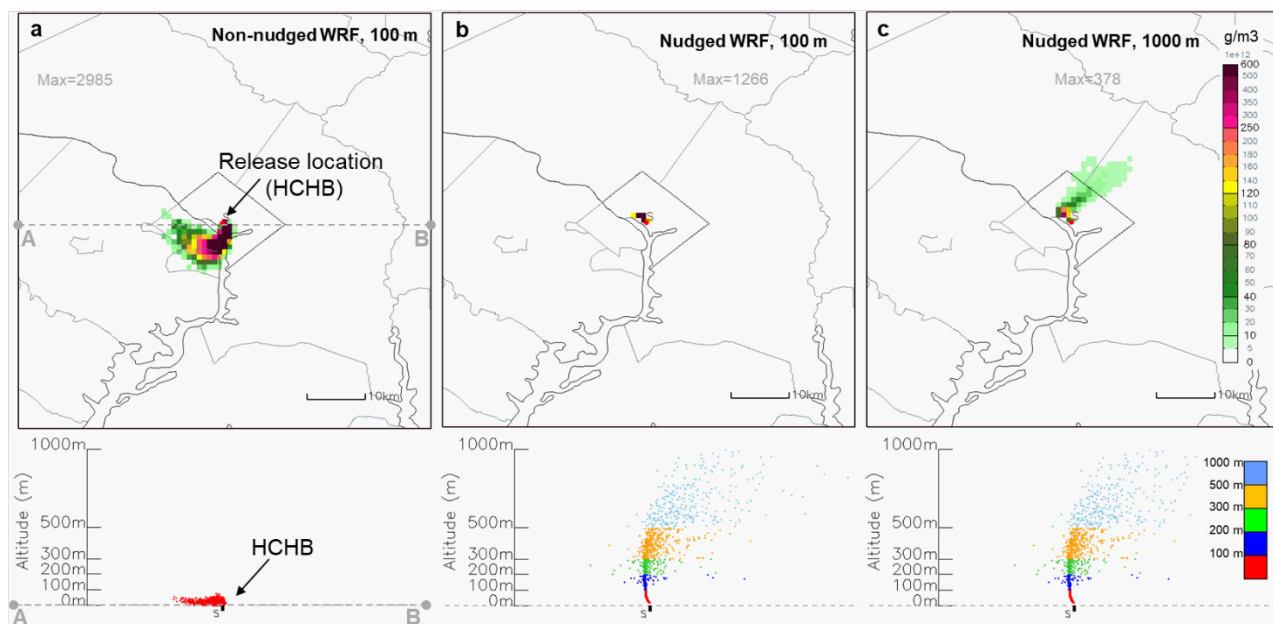 a
Non-nudged WRF, 100 m
Max=2985
Release location
(HCHB)
S
A
B
10km
b
Nudged WRF, 100 m
Max=1266
S
10km
c
Nudged WRF, 1000 m
Max=378
S
10km
g/m3
1e+12
600
500
400
350
300
250
200
180
160
140
120
110
100
90
80
70
60
50
40
30
20
10
5
0
Altitude (m)
1000m
500m
300m
200m
100m
0m
HCHB
A
S
B
Altitude (m)
1000m
500m
300m
200m
100m
0m
S
Altitude (m)
1000m
500m
300m
200m
100m
0m
S
1000 m
500 m
300 m
200 m
100 m